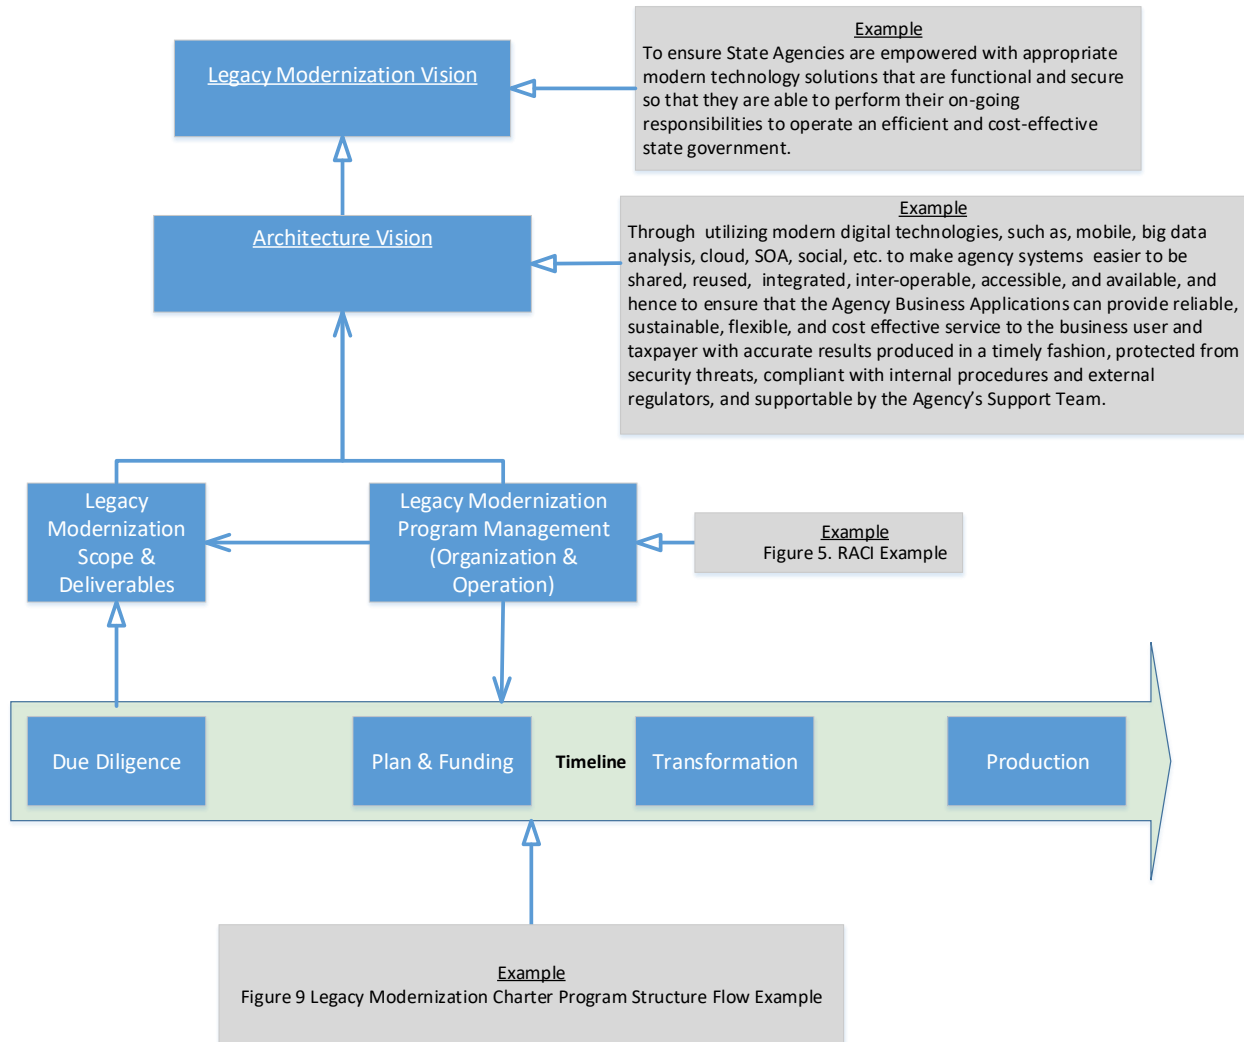 Legacy Modernization Vision
Example
To ensure State Agencies are empowered with appropriate
modern technology solutions that are functional and secure
so that they are able to perform their on-going
responsibilities to operate an efficient and cost-effective
state government.
Architecture Vision
Example
Through utilizing modern digital technologies, such as, mobile, big data
analysis, cloud, SOA, social, etc. to make agency systems easier to be
shared, reused, integrated, inter-operable, accessible, and available, and
hence to ensure that the Agency Business Applications can provide reliable,
sustainable, flexible, and cost effective service to the business user and
taxpayer with accurate results produced in a timely fashion, protected from
security threats, compliant with internal procedures and external
regulators, and supportable by the Agency’s Support Team.
Legacy
Modernization
Scope &
Deliverables
Legacy Modernization
Program Management
(Organization &
Operation)
Example
Figure 5. RACI Example
Due Diligence
Plan & Funding
Timeline
Transformation
Production
Example
Figure 9 Legacy Modernization Charter Program Structure Flow Example